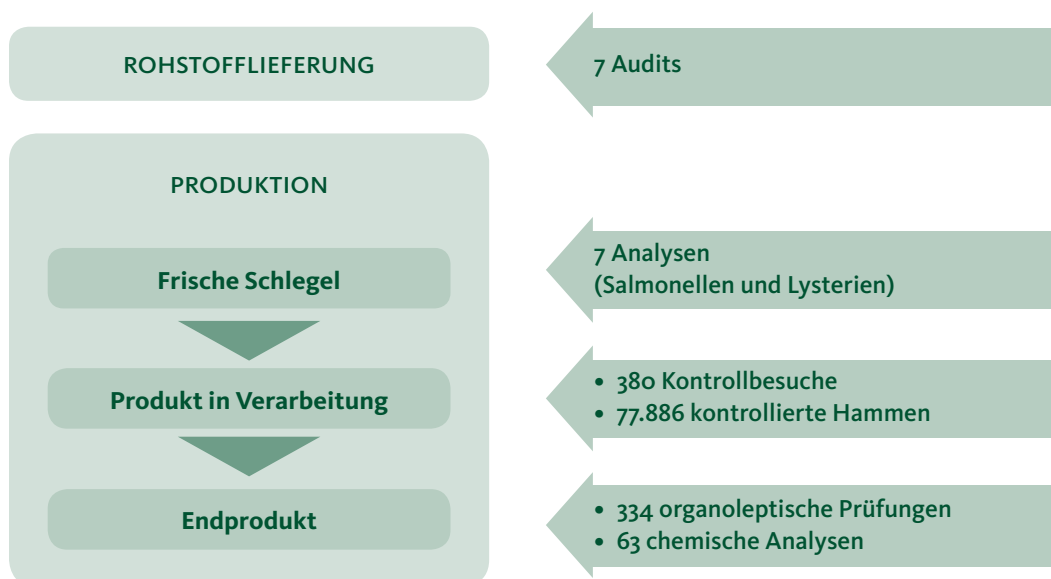 ROHSTOFFLIEFERUNG
7 Audits
PRODUKTION
Frische Schlegel
7 Analysen
(Salmonellen und Lysterien)
Produkt in Verarbeitung
• 380 Kontrollbesuche
• 77.886 kontrollierte Hammen
Endprodukt
• 334 organoleptische Prüfungen
• 63 chemische Analysen